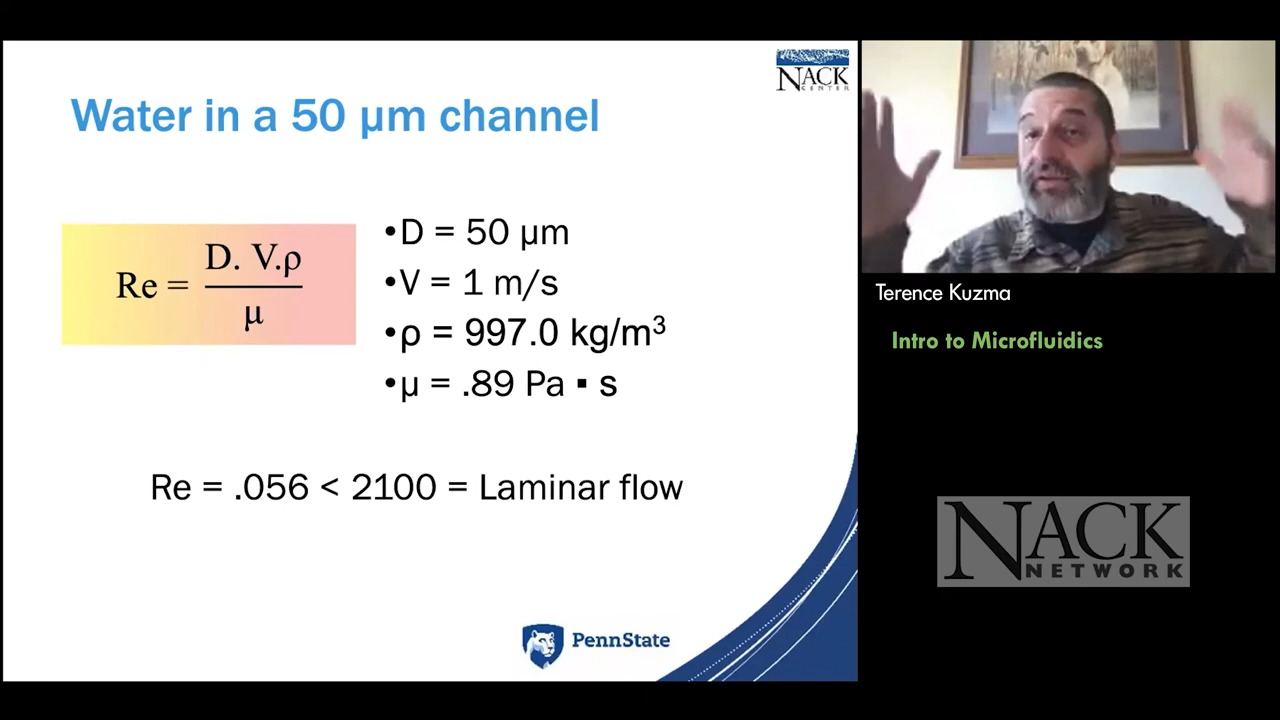 NACK
CENTER
Water in a 50 μm channel
Re = D. V.ρ
μ
•D = 50 μm
•V = 1 m/s
•ρ = 997.0 kg/m³
•μ = .89 Pa ▪ s
Re = .056 < 2100 = Laminar flow
PennState
Terence Kuzma
Intro to Microfluidics
NACK
NETWORK